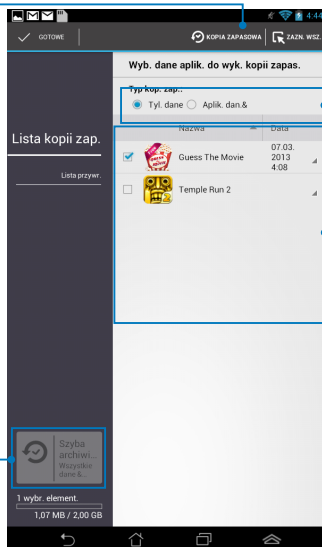 4:44
GOTOWE
KOPIA ZAPASOWA
ZAZN. WSZ.
Wyb. dane aplik. do wyk. kopii zapas.
Typ kop. zap..
Tyl. dane Aplik. dan.&
Lista kopii zap.
Lista przywr.
Nazwa Data
Guess The Movie 07.03.
2013
4:08
Temple Run 2
Szyba
archiwi...
Wszystkie
dane &...
1 wybr. element.
1,07 MB / 2,00 GB